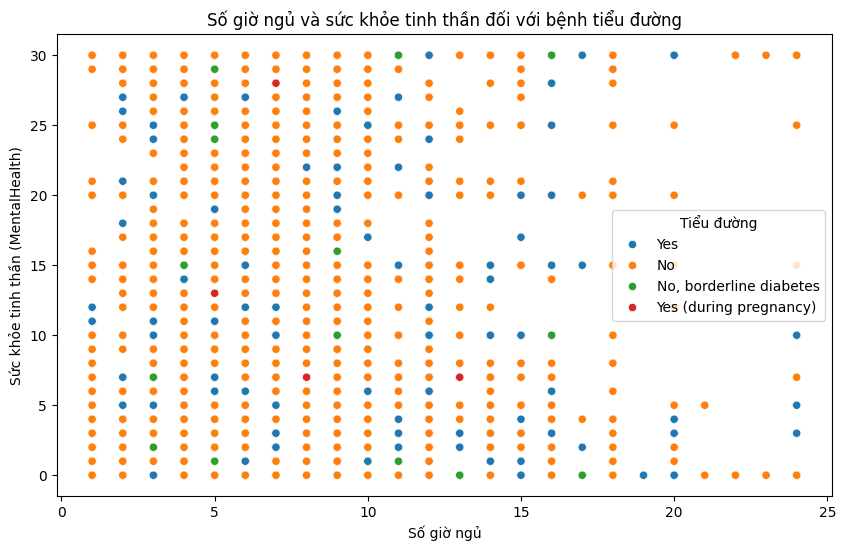 Số giờ ngủ và sức khỏe tinh thần đối với bệnh tiểu đường
30
25
20
15
10
5
0
Sức khỏe tinh thần (MentalHealth)
Tiểu đường
Yes
No
No, borderline diabetes
Yes (during pregnancy)
0
5
10
15
20
25
Số giờ ngủ